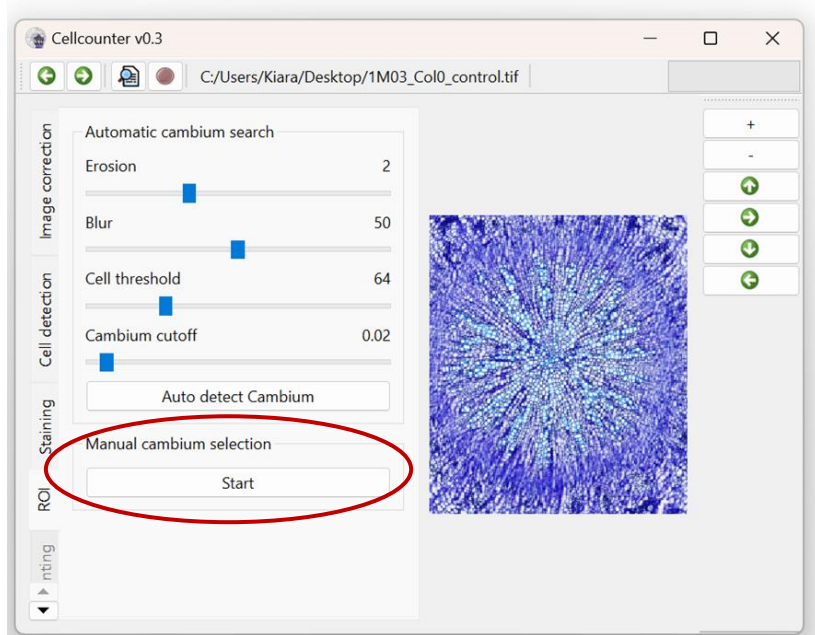 Cellcounter v0.3
C:/Users/Kiara/Desktop/1M03_Col0_control.tif
Image correction
Cell detection
Staining
ROI
nting
Automatic cambium search
Erosion 2
Blur 50
Cell threshold 64
Cambium cutoff 0.02
Auto detect Cambium
Manual cambium selection
Start
+
-